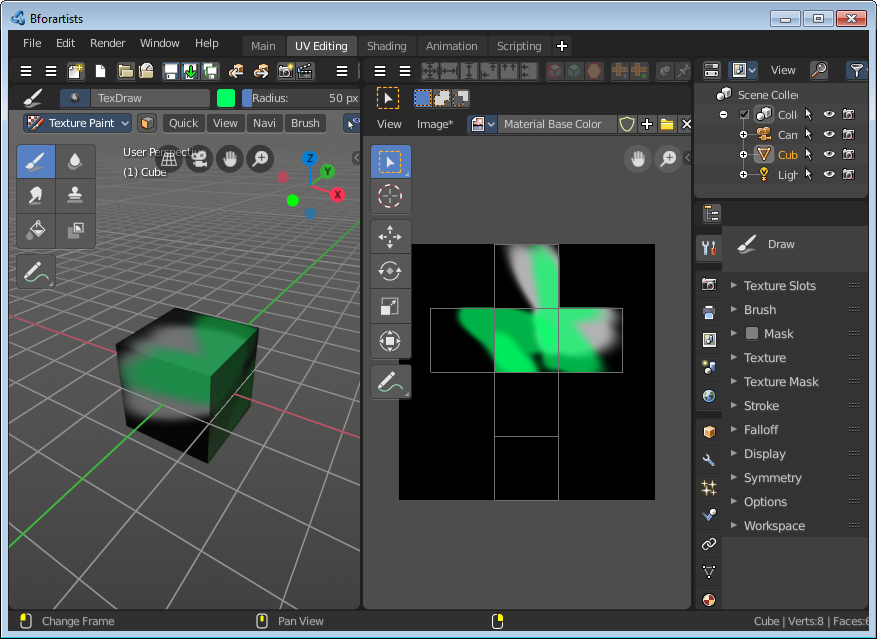 Bforartists
File Edit Render Window Help Main UV Editing Shading Animation Scripting +
TexDraw Radius: 50 px
Texture Paint Quick View Navi Brush
User Perspective
(1) Cube
Z
Y
X
View Image* Material Base Color
View
Scene Collec
Coll
Cam
Cub
Ligh
Draw
Texture Slots
Brush
Mask
Texture
Texture Mask
Stroke
Falloff
Display
Symmetry
Options
Workspace
Change Frame Pan View Cube | Verts:8 | Faces:6